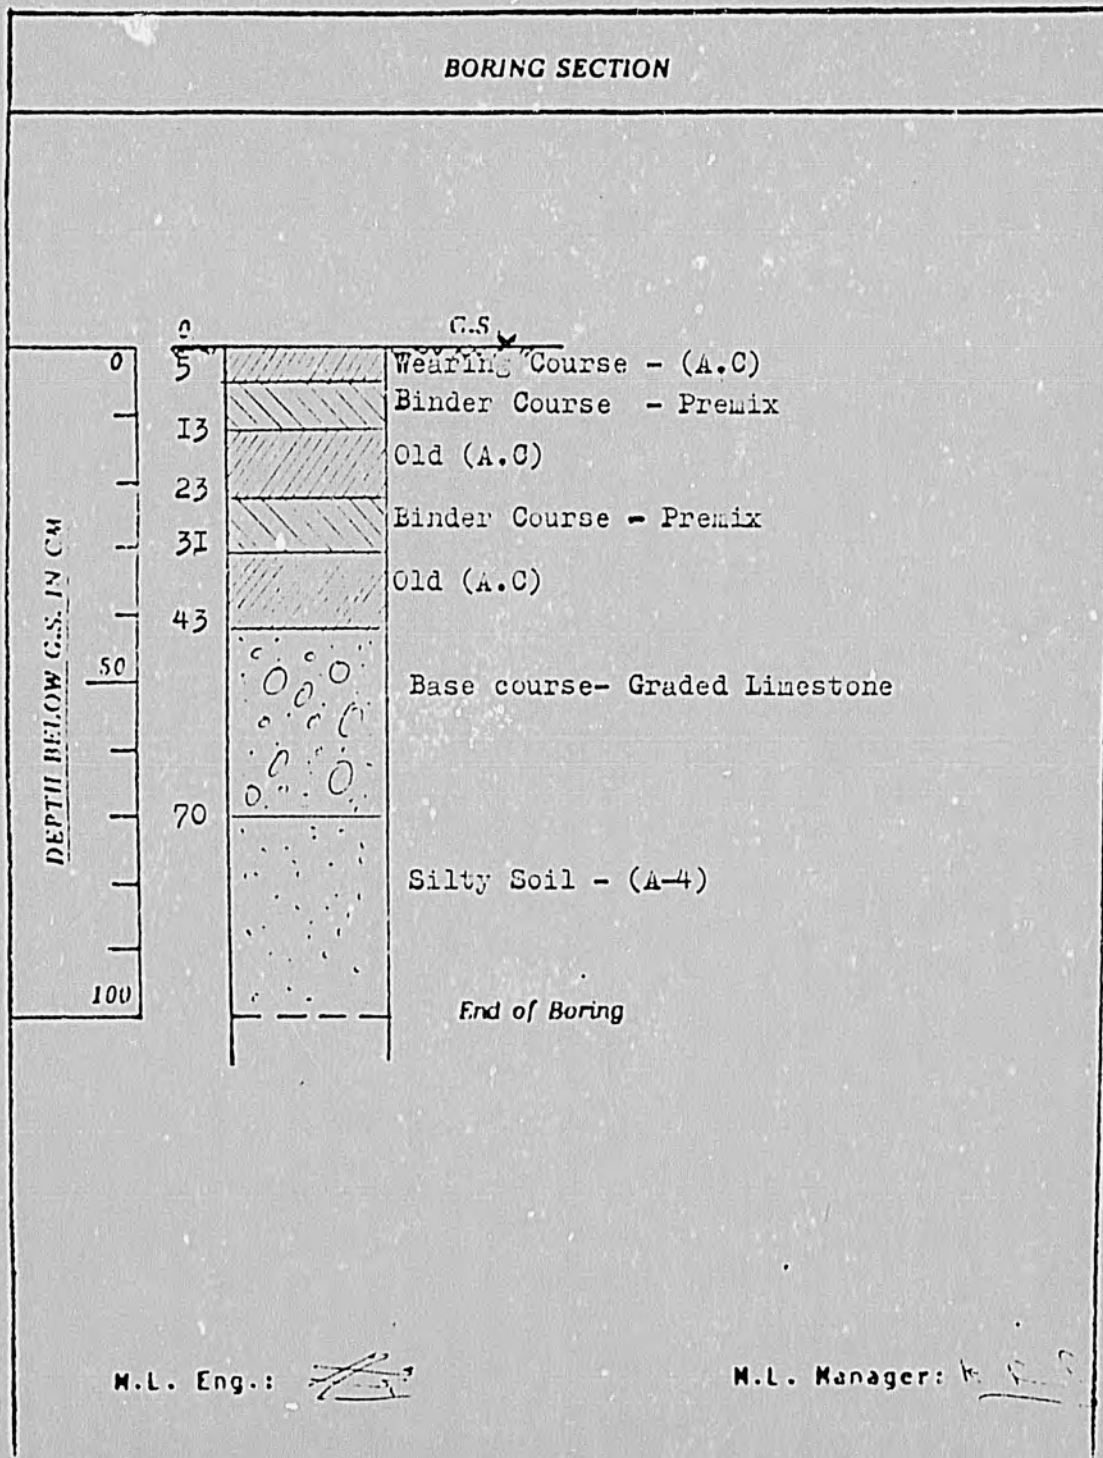 BORING SECTION
0 G.S
0 5 Wearing Course - (A.C)
Binder Course - Premix
13
Old (A.C)
23
Binder Course - Premix
31
Old (A.C)
43
50 Base course- Graded Limestone
70
Silty Soil - (A-4)
100 End of Boring
DEPTH BELOW G.S. IN CM
M.L. Eng.: M.L. Manager: